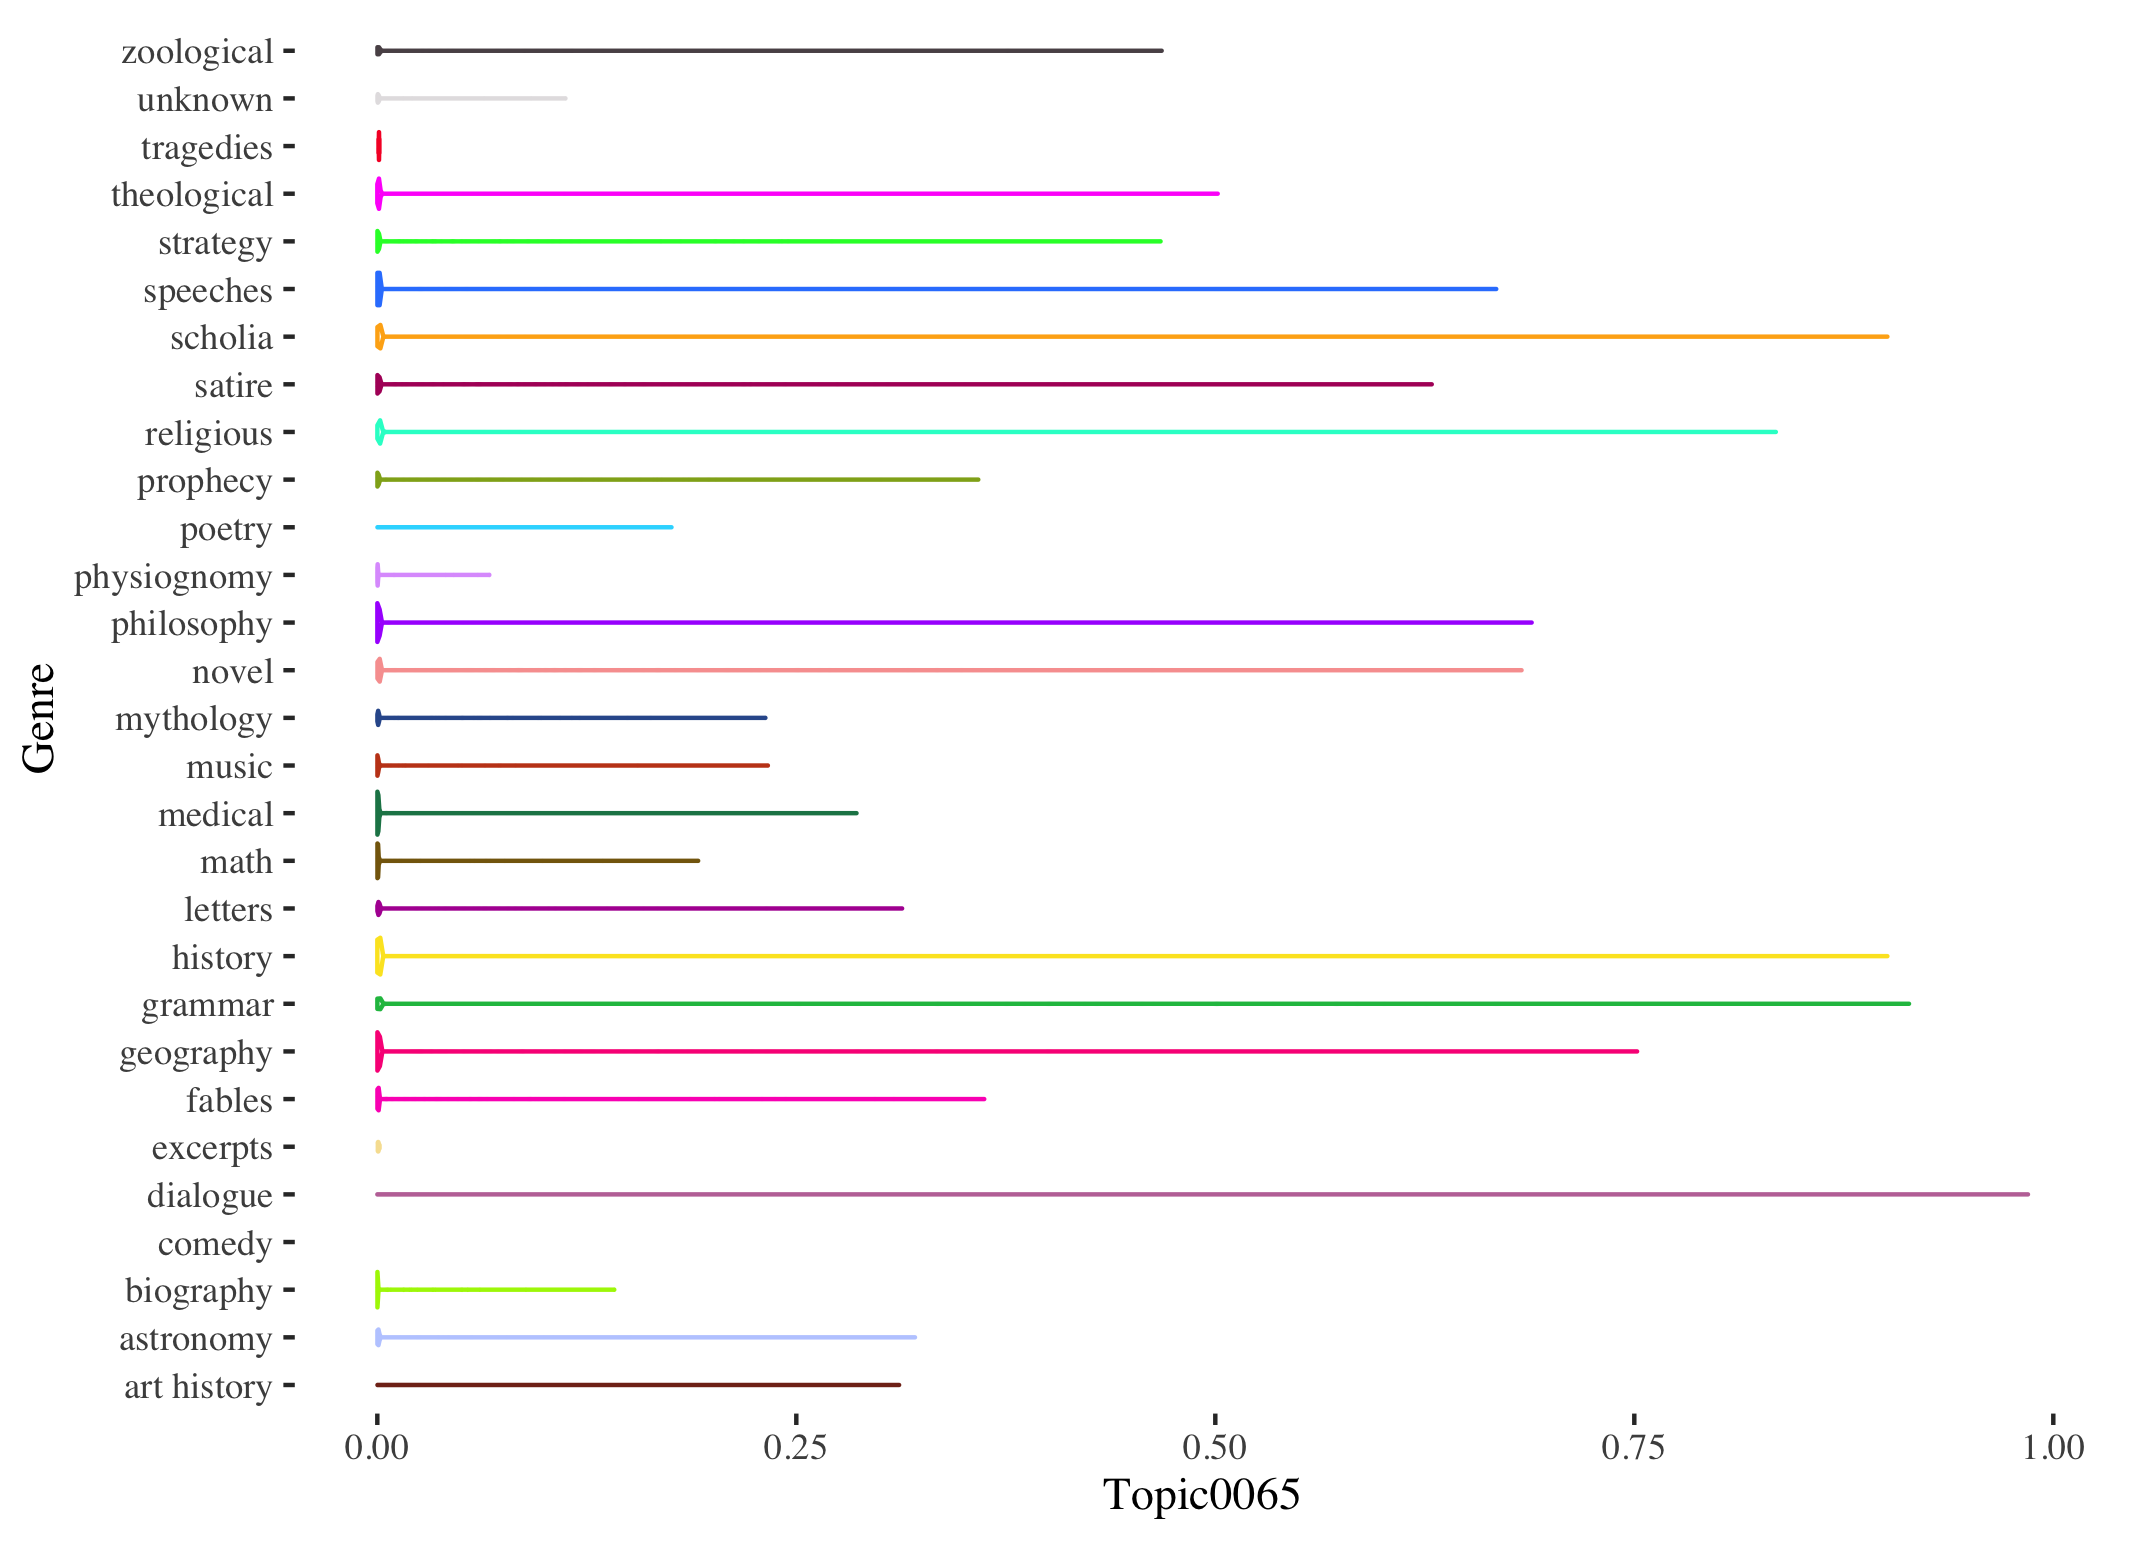 zoological
unknown
tragedies
theological
strategy
speeches
scholia
satire
religious
prophecy
poetry
physiognomy
philosophy
novel
mythology
music
medical
math
letters
history
grammar
geography
fables
excerpts
dialogue
comedy
biography
astronomy
art history
Genre
0.00 0.25 0.50 0.75 1.00
Topic0065